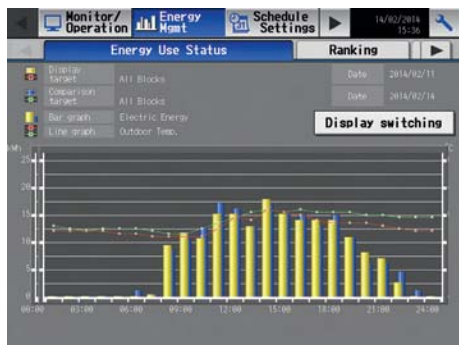 Monitor/ Operation
Energy Mgmt
Schedule Settings
14/02/2014
15:36
Energy Use Status
Ranking
Display target
All Blocks
Date 2014/02/11
Comparison target
All Blocks
Date 2014/02/14
Bar graph
Electric Energy
Line graph
Outdoor Temp.
Display switching
kWh
°C
25
20
15
10
5
0
00:00 03:00 06:00 09:00 12:00 15:00 18:00 21:00 24:00